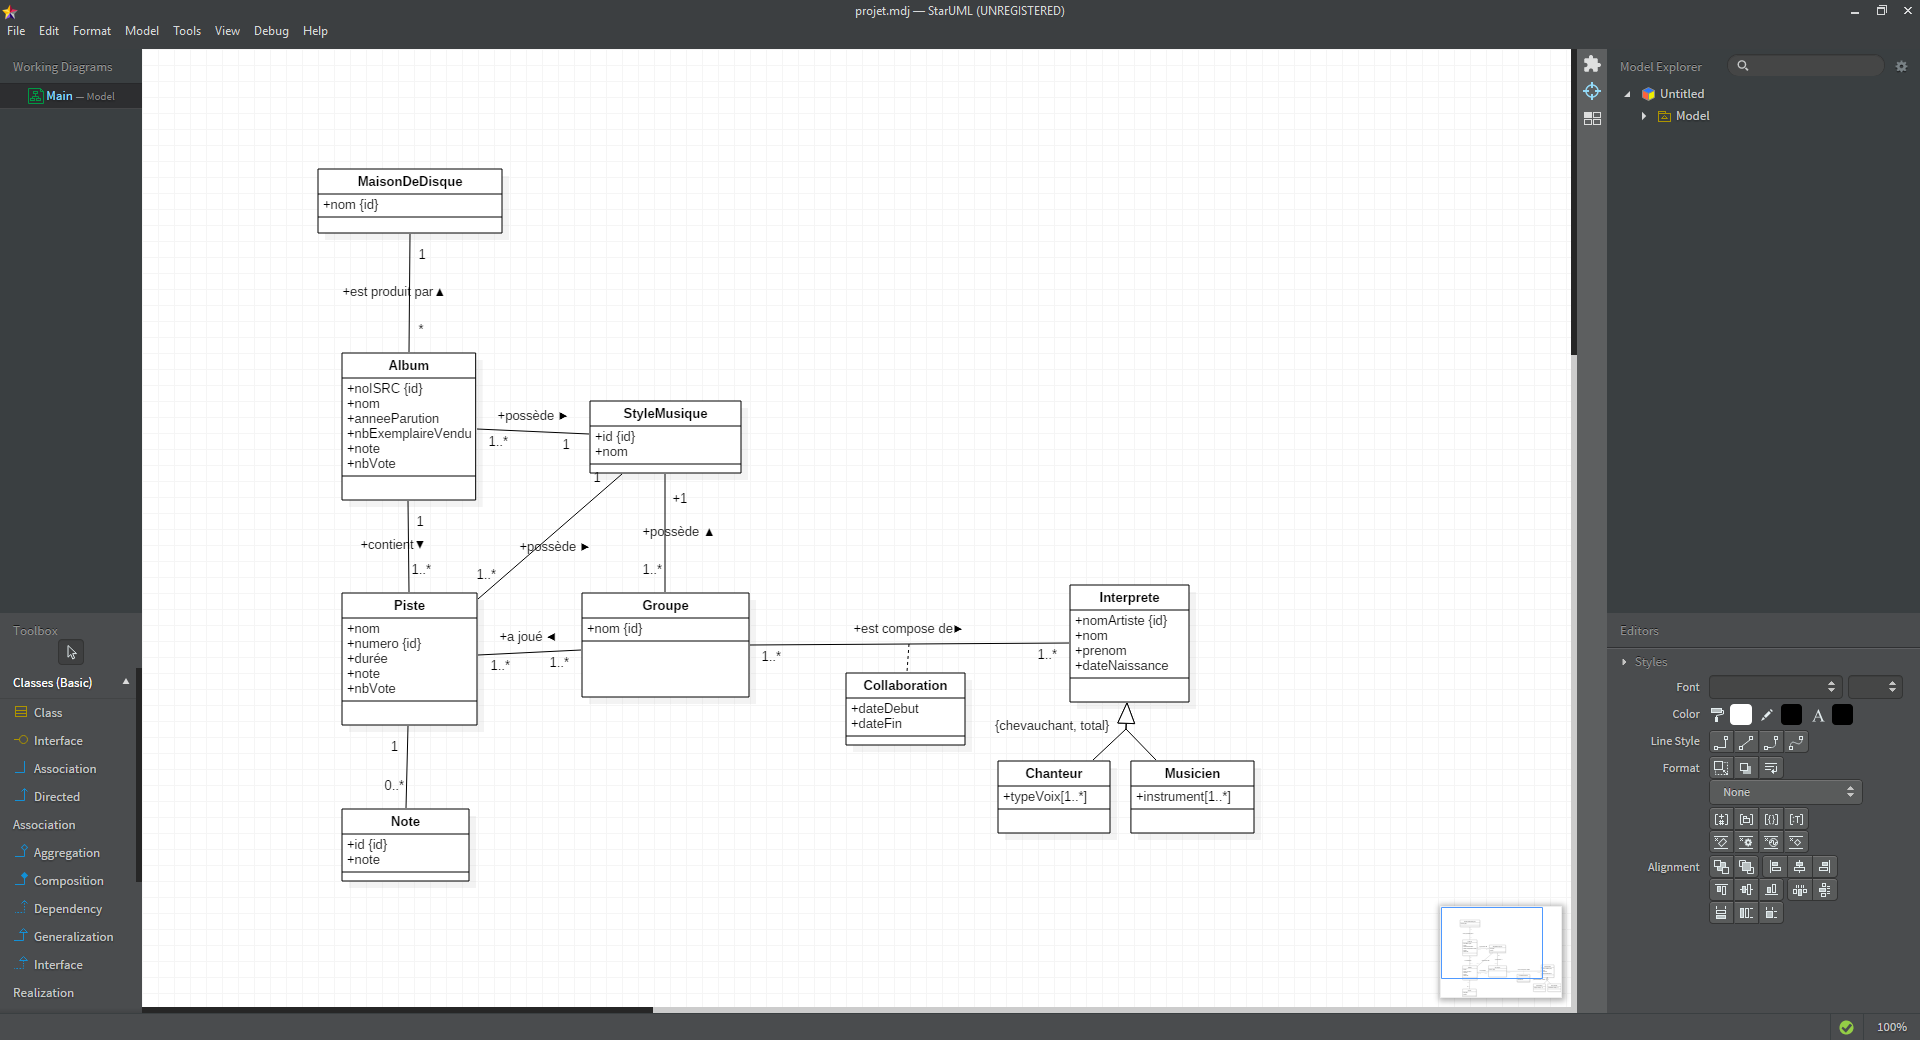 projet.mdj — StarUML (UNREGISTERED)
File Edit Format Model Tools View Debug Help
Working Diagrams
Main — Model
MaisonDeDisque
+nom {id}
1
+est produit par▲
*
Album
+noISRC {id}
+nom
+anneeParution
+nbExemplaireVendu
+note
+nbVote
+possède ►
1..*
1
StyleMusique
+id {id}
+nom
1
+contient▼
1..*
1
+possède ►
1..*
+1
+possède ▲
1..*
Piste
+nom
+numero {id}
+durée
+note
+nbVote
+a joué ◄
1..*
1..*
Groupe
+nom {id}
+est compose de►
1..*
1..*
Collaboration
+dateDebut
+dateFin
Interprete
+nomArtiste {id}
+nom
+prenom
+dateNaissance
{chevauchant, total}
Chanteur
+typeVoix[1..*]
Musicien
+instrument[1..*]
1
0..*
Note
+id {id}
+note
Toolbox
Classes (Basic)
Class
Interface
Association
Directed
Association
Aggregation
Composition
Dependency
Generalization
Interface
Realization
Model Explorer
Untitled
Model
Editors
Styles
Font
Color
A
Line Style
Format
None
Alignment
100%